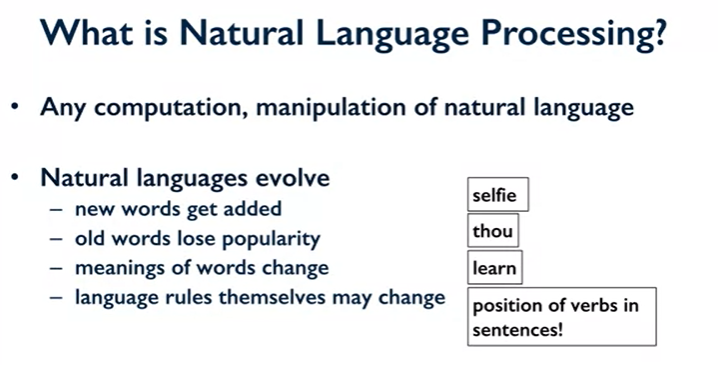 What is Natural Language Processing?
• Any computation, manipulation of natural language
• Natural languages evolve
– new words get added
selfie
– old words lose popularity
thou
– meanings of words change
learn
– language rules themselves may change
position of verbs in
sentences!